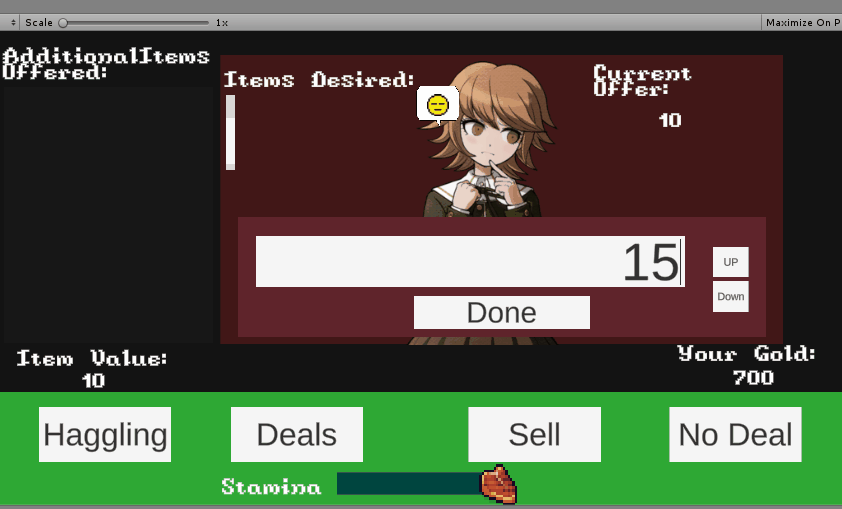 Scale 1x Maximize On P
AdditionalItems
Offered:
Items Desired:
Current
Offer:
10
15
UP
Down
Done
Item Value:
10
Your Gold:
700
Haggling
Deals
Sell
No Deal
Stamina